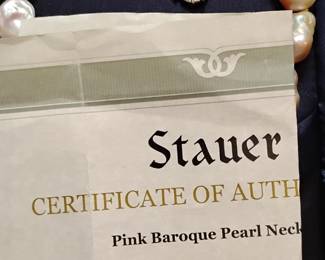 Stauer
CERTIFICATE OF AUTH
Pink Baroque Pearl Neck